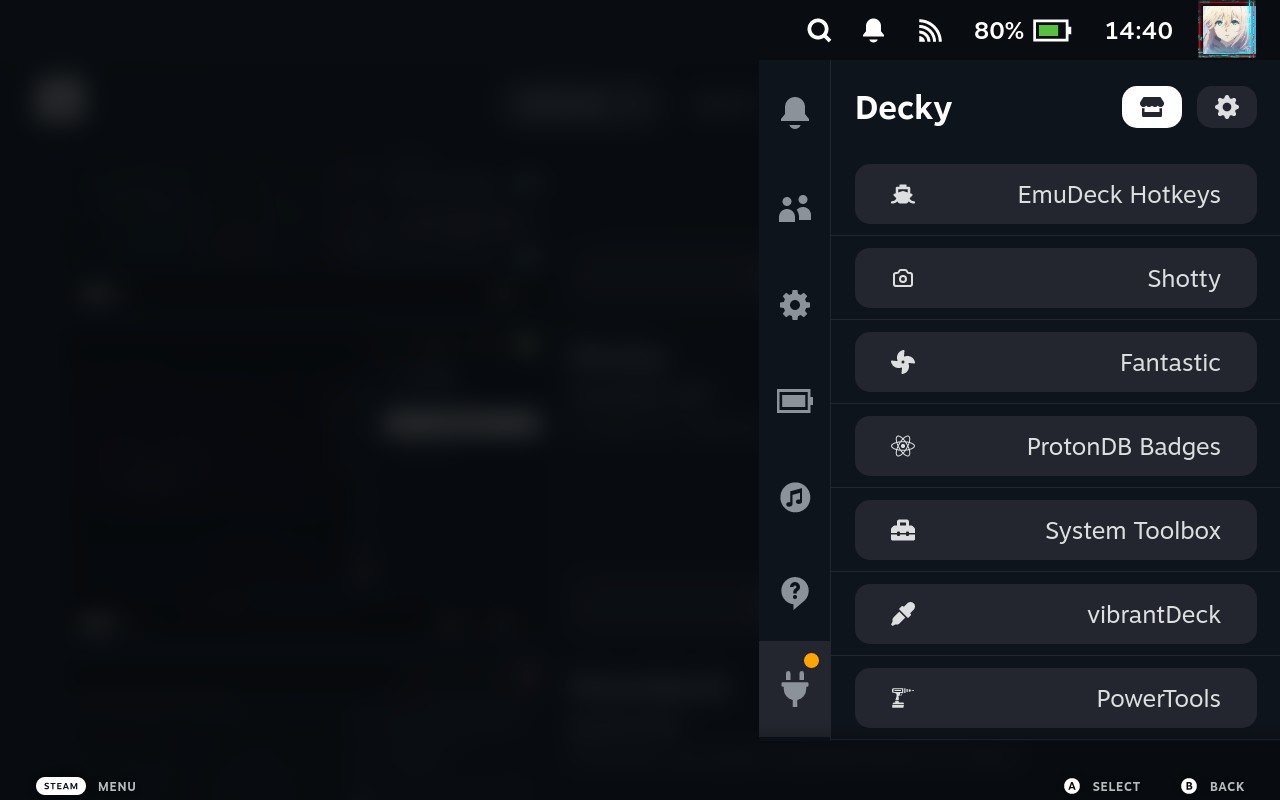 80% 14:40
Decky
EmuDeck Hotkeys
Shotty
Fantastic
ProtonDB Badges
System Toolbox
vibrantDeck
PowerTools
STEAM MENU
A SELECT B BACK